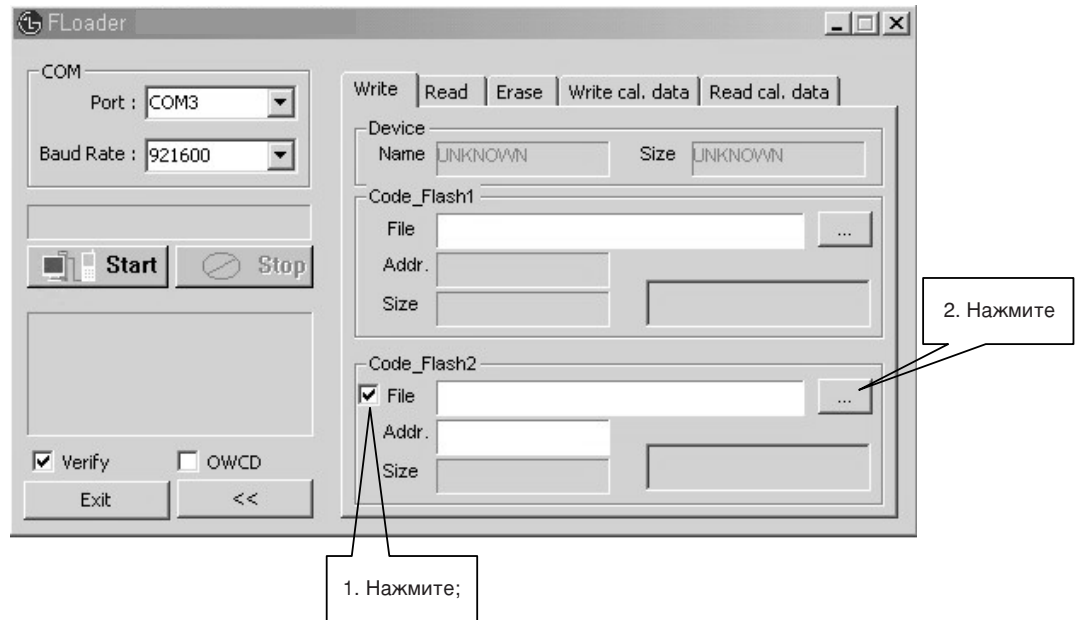 FLoader
COM
Port : COM3
Baud Rate : 921600
Start
Stop
Verify
OWCD
Exit
<<
Write
Read
Erase
Write cal. data
Read cal. data
Device
Name UNKNOWN
Size UNKNOWN
Code_Flash1
File
...
Addr.
Size
Code_Flash2
File
...
Addr.
Size
2. Нажмите
1. Нажмите;